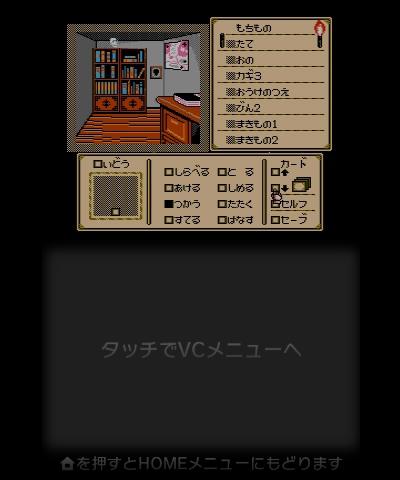 もちもの
たて
おの
カギ3
おうけのつえ
びん2
まきもの1
まきもの2
いどう
しらべる とる
あける しめる
つかう たたく
すてる はなす
カード
↑
↓
セルフ
セーブ
タッチでVCメニューへ
を押すとHOMEメニューにもどります